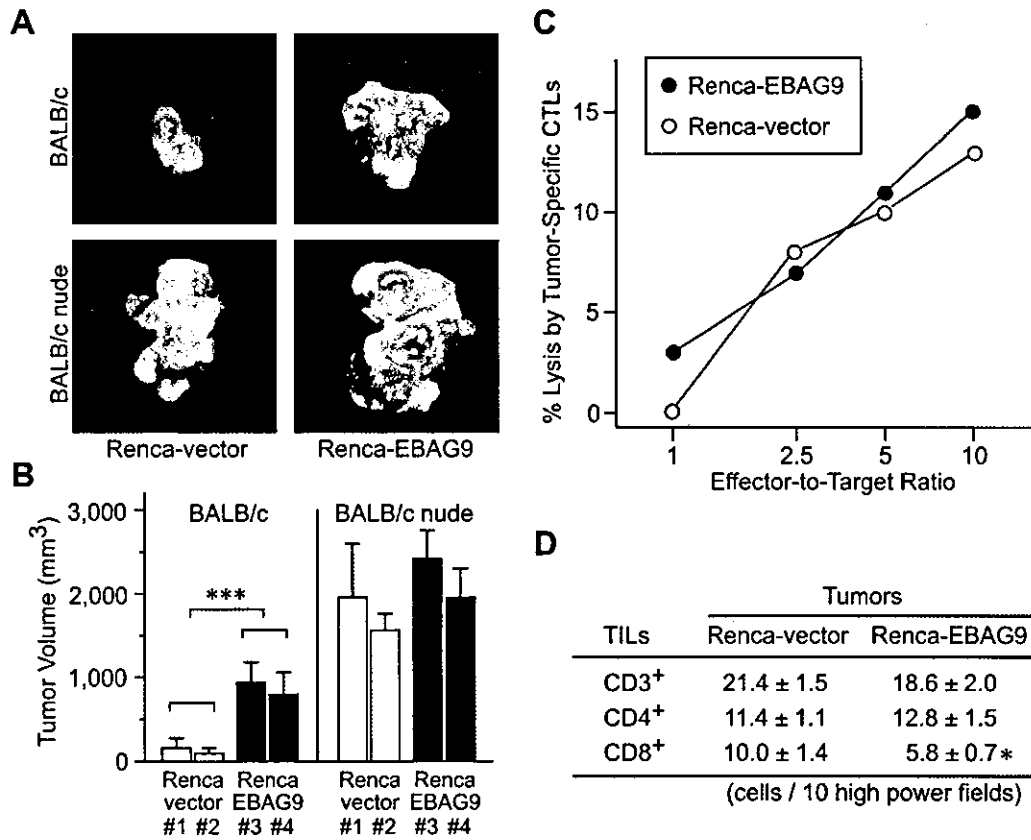 A
BALB/c
BALB/c nude
Renca-vector Renca-EBAG9
B
Tumor Volume (mm³)
3,000
2,000
1,000
0
BALB/c
BALB/c nude
***
Renca vector #1 #2
Renca EBAG9 #3 #4
Renca vector #1 #2
Renca EBAG9 #3 #4
C
Renca-EBAG9
Renca-vector
% Lysis by Tumor-Specific CTLs
15
10
5
0
1 2.5 5 10
Effector-to-Target Ratio
D
Tumors
TILs Renca-vector Renca-EBAG9
CD3⁺ 21.4 ± 1.5 18.6 ± 2.0
CD4⁺ 11.4 ± 1.1 12.8 ± 1.5
CD8⁺ 10.0 ± 1.4 5.8 ± 0.7*
(cells / 10 high power fields)